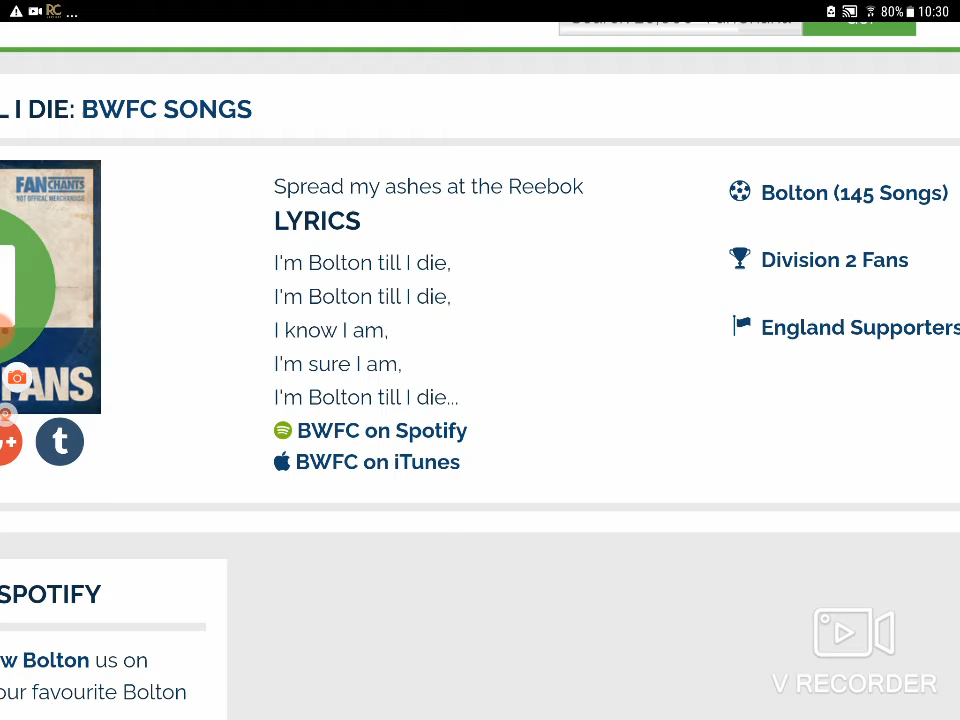 RC ... 80% 10:30
L I DIE: BWFC SONGS
FANCHANTS
NOT OFFICIAL MERCHANDISE
Spread my ashes at the Reebok
LYRICS
I'm Bolton till I die,
I'm Bolton till I die,
I know I am,
I'm sure I am,
I'm Bolton till I die...
BWFC on Spotify
BWFC on iTunes
Bolton (145 Songs)
Division 2 Fans
England Supporters
FANS
+ t
SPOTIFY
w Bolton us on
our favourite Bolton
V RECORDER